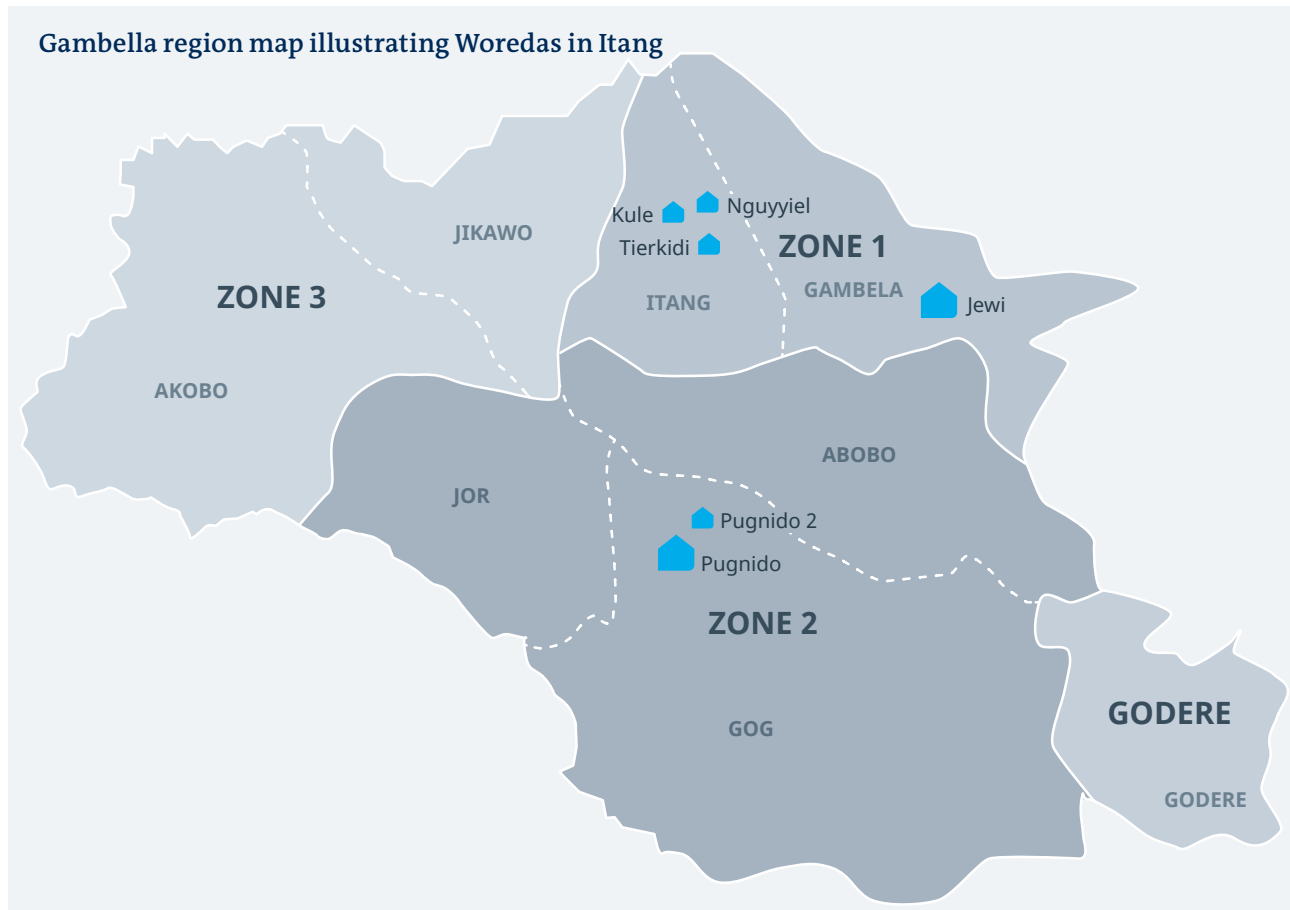 Gambella region map illustrating Woredas in Itang
Kule
Nguyyiel
JIKAWO
Tierkidi
ZONE 1
ZONE 3
ITANG
GAMBELA
Jewi
AKOBO
ABOBO
JOR
Pugnido 2
Pugnido
ZONE 2
GODERE
GOG
GODERE